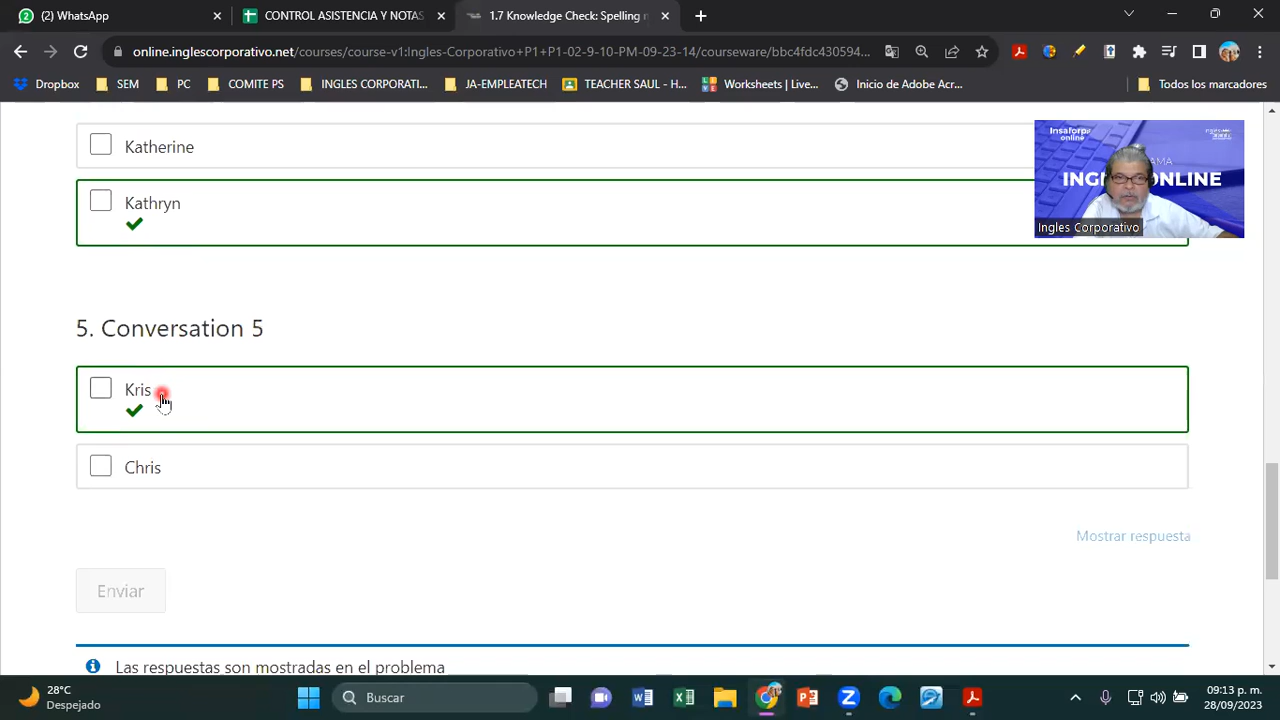 (2) WhatsApp
CONTROL ASISTENCIA Y NOTAS
1.7 Knowledge Check: Spelling n
online.inglescorporativo.net/courses/course-v1:Ingles-Corporativo+P1+P1-02-9-10-PM-09-23-14/courseware/bbc4fdc430594...
Dropbox
SEM
PC
COMITE PS
INGLES CORPORATI...
JA-EMPLEATECH
TEACHER SAUL - H...
Worksheets | Live...
Inicio de Adobe Acr...
Todos los marcadores
Katherine
Kathryn
Insaforp
online
INGLES ONLINE
Ingles Corporativo
5. Conversation 5
Kris
Chris
Mostrar respuesta
Enviar
Las respuestas son mostradas en el problema
28°C
Despejado
Buscar
09:13 p. m.
28/09/2023